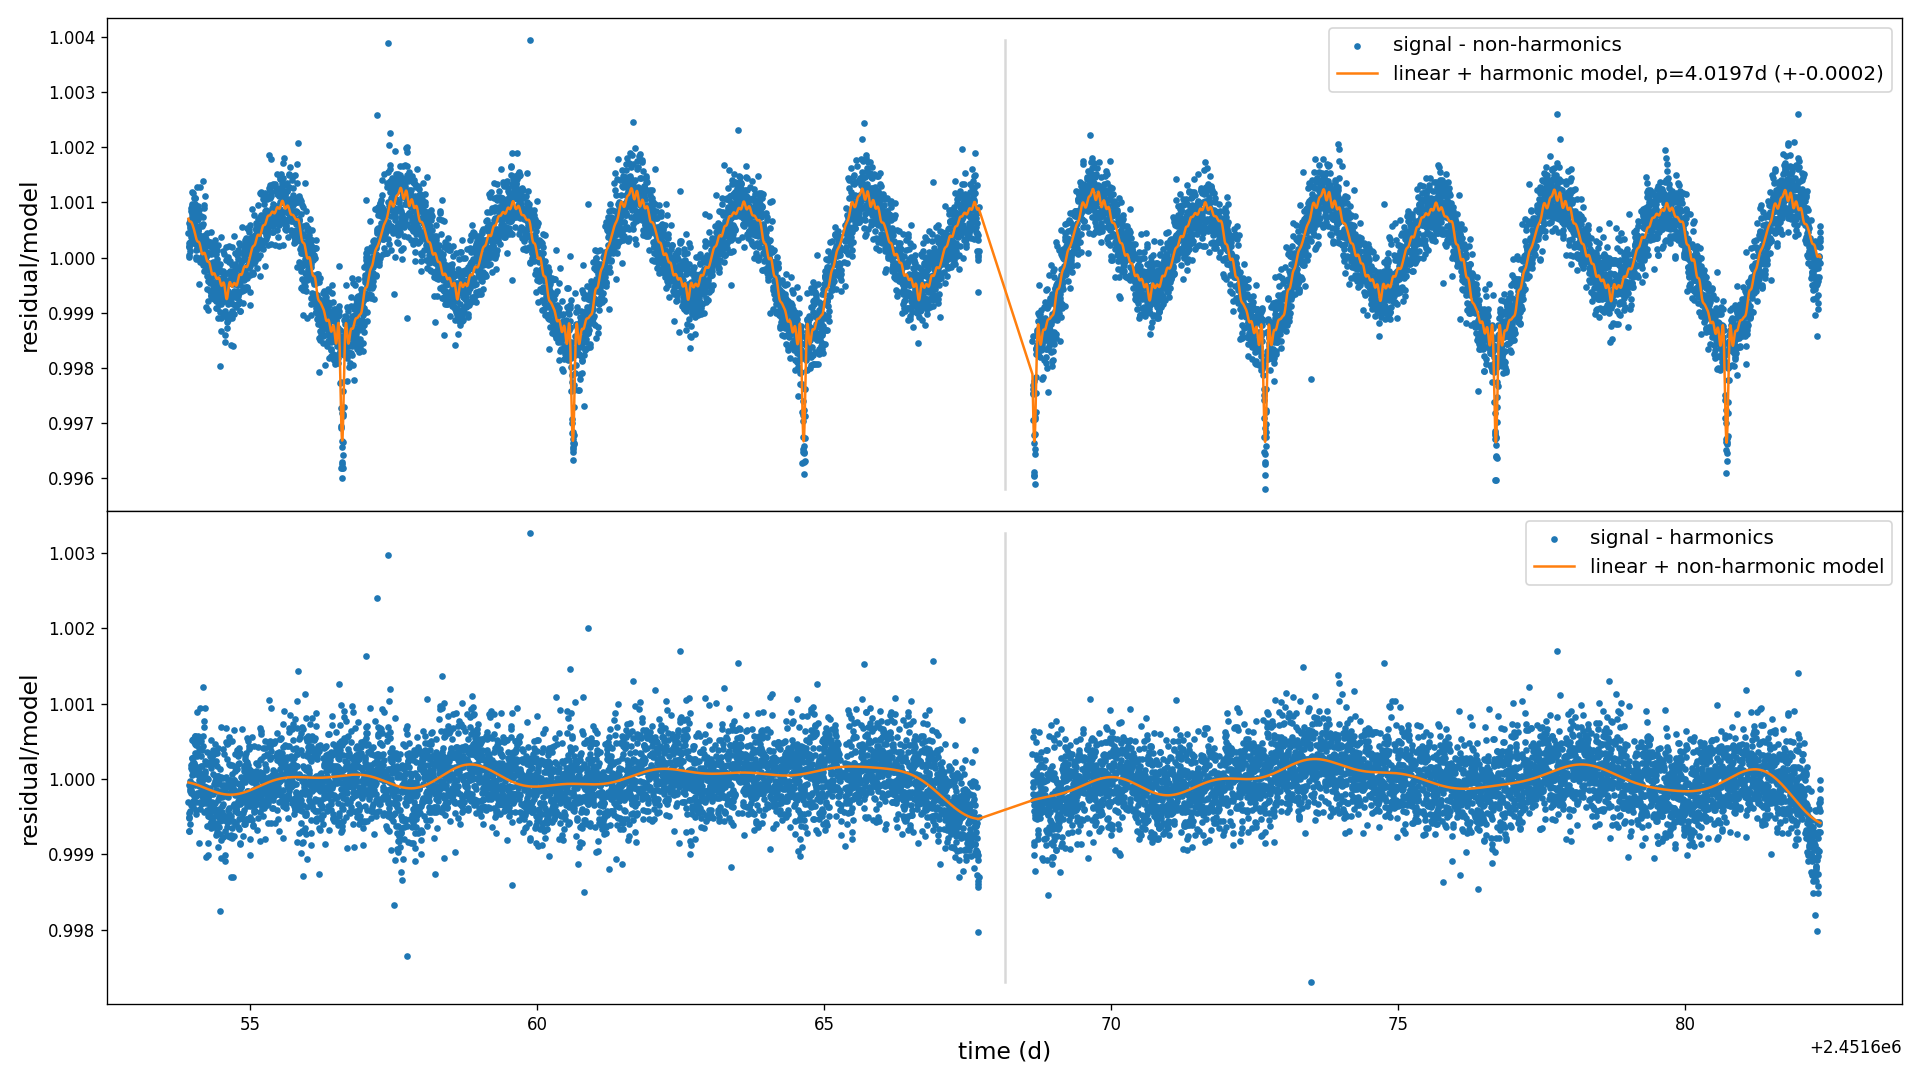 signal - non-harmonics
linear + harmonic model, p=4.0197d (+-0.0002)
residual/model
1.004
1.003
1.002
1.001
1.000
0.999
0.998
0.997
0.996
signal - harmonics
linear + non-harmonic model
residual/model
1.003
1.002
1.001
1.000
0.999
0.998
55 60 65 70 75 80
time (d)
+2.4516e6